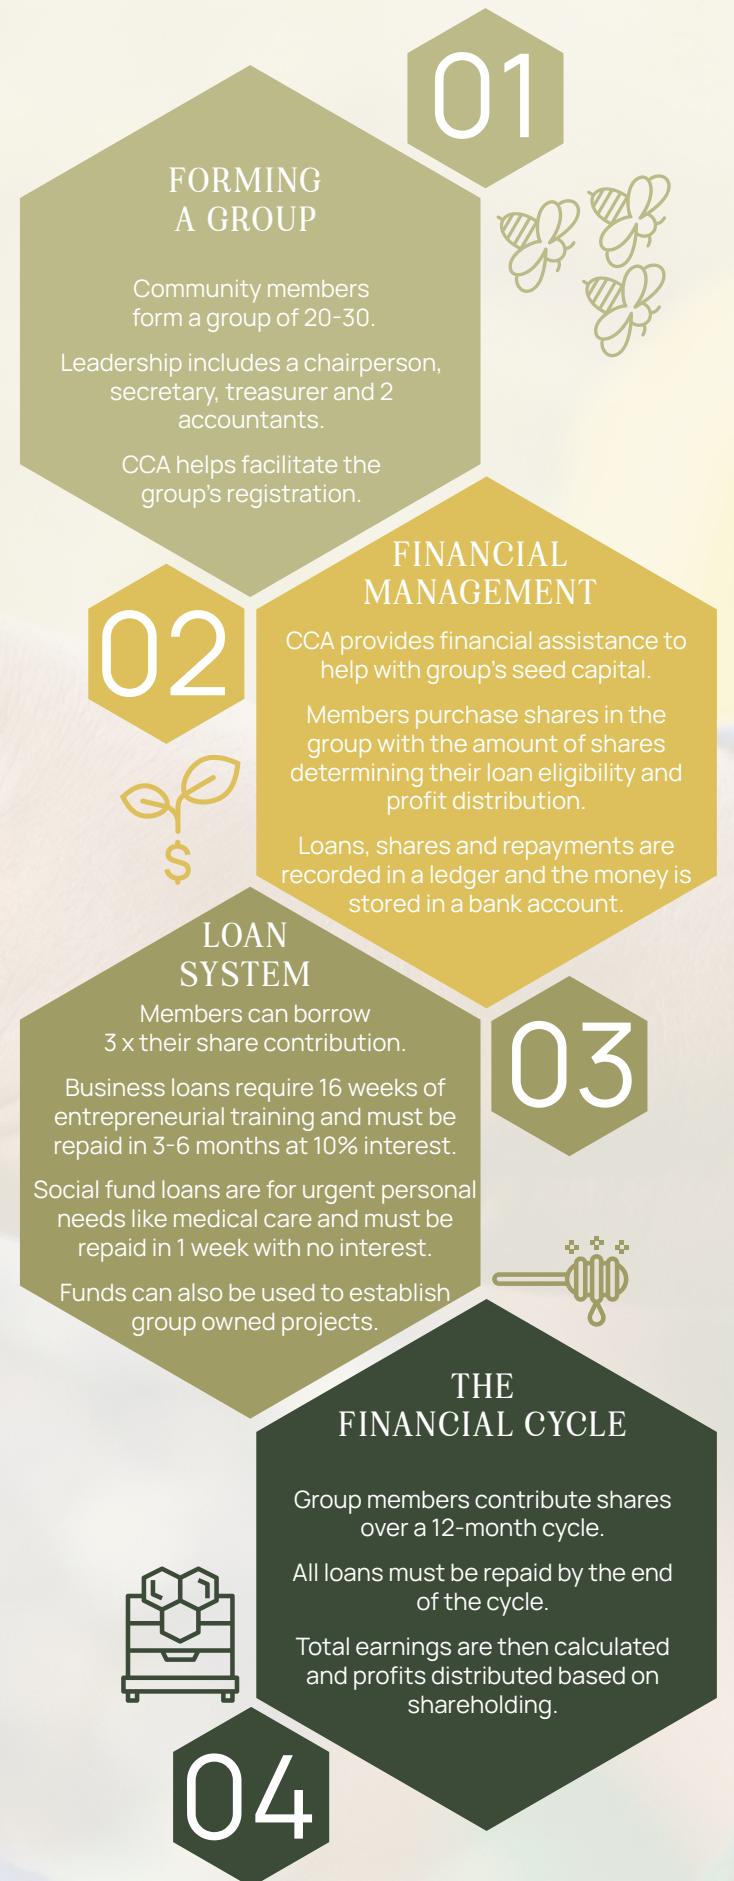 01
FORMING
A GROUP
Community members
form a group of 20-30.
Leadership includes a chairperson,
secretary, treasurer and 2
accountants.
CCA helps facilitate the
group's registration.
02
FINANCIAL
MANAGEMENT
CCA provides financial assistance to
help with group's seed capital.
Members purchase shares in the
group with the amount of shares
determining their loan eligibility and
profit distribution.
Loans, shares and repayments are
recorded in a ledger and the money is
stored in a bank account.
$
03
LOAN
SYSTEM
Members can borrow
3 x their share contribution.
Business loans require 16 weeks of
entrepreneurial training and must be
repaid in 3-6 months at 10% interest.
Social fund loans are for urgent personal
needs like medical care and must be
repaid in 1 week with no interest.
Funds can also be used to establish
group owned projects.
THE
FINANCIAL CYCLE
Group members contribute shares
over a 12-month cycle.
All loans must be repaid by the end
of the cycle.
Total earnings are then calculated
and profits distributed based on
shareholding.
04